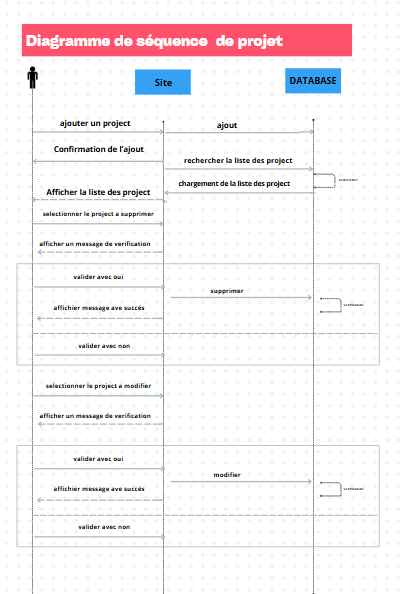 Diagramme de séquence de projet
Site
DATABASE
ajouter un project
ajout
Confirmation de l'ajout
rechercher la liste des project
chargement de la liste des project
Afficher la liste des project
selectionner le project a supprimer
afficher un message de verification
valider avec oui
supprimer
affichier message ave succés
valider avec non
selectionner le project a modifier
afficher un message de verification
valider avec oui
modifier
affichier message ave succés
valider avec non